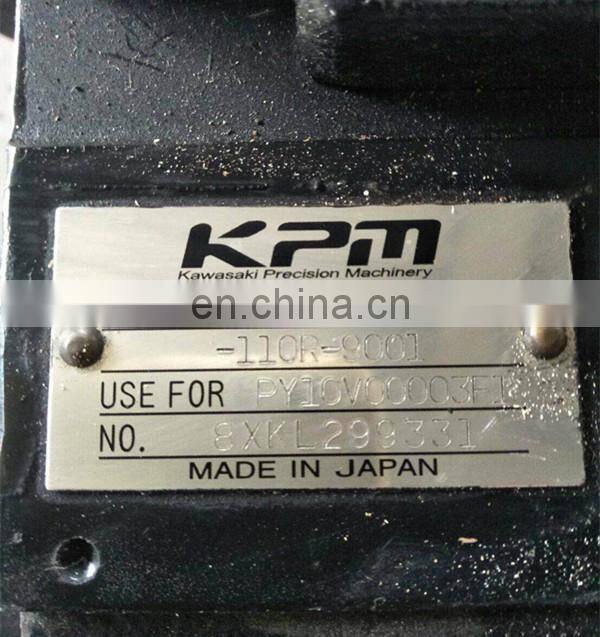 KPM
Kawasaki Precision Machinery
en.china.cn
-110R-9001
USE FOR PY10V00003F1
NO. 8XKL299331
MADE IN JAPAN